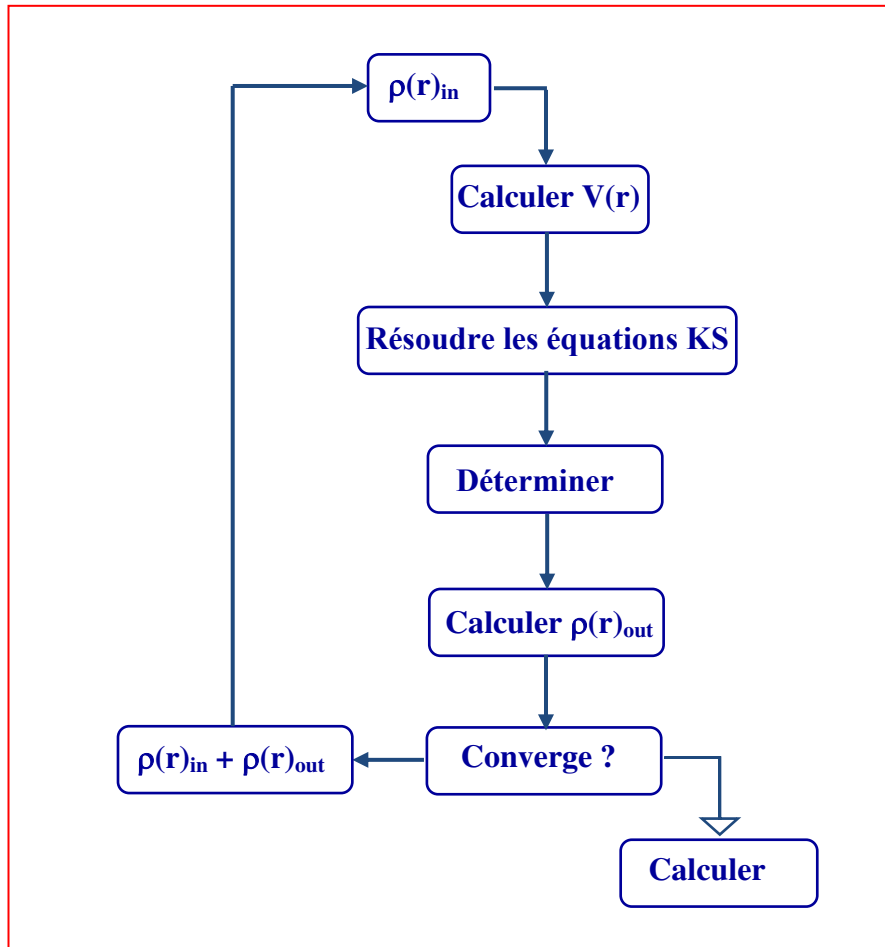 ρ(r)in
Calculer V(r)
Résoudre les équations KS
Déterminer
Calculer ρ(r)out
Converge ?
ρ(r)in + ρ(r)out
Calculer